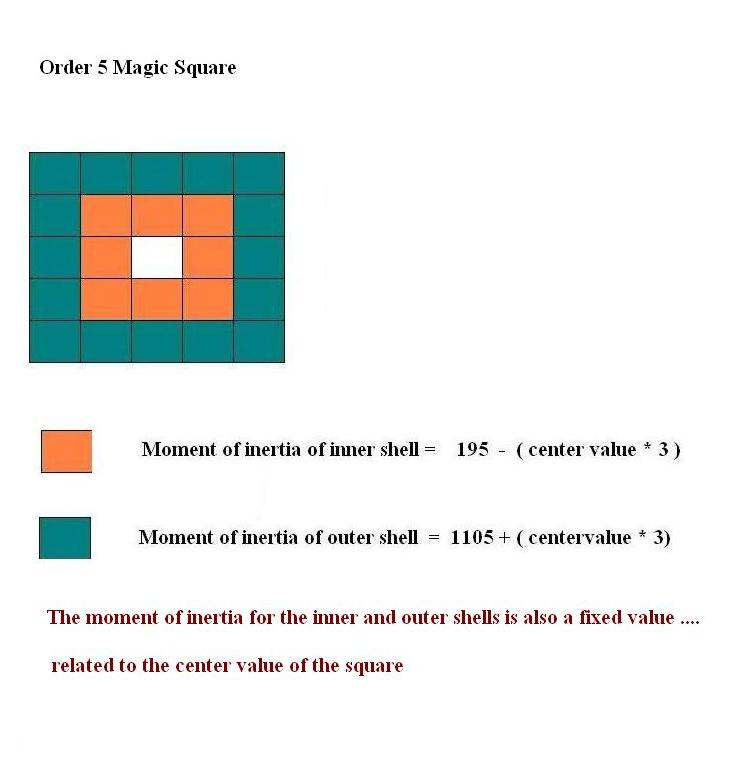 Order 5 Magic Square
Moment of inertia of inner shell = 195 - ( center value * 3 )
Moment of inertia of outer shell = 1105 + ( centervalue * 3)
The moment of inertia for the inner and outer shells is also a fixed value ....
related to the center value of the square